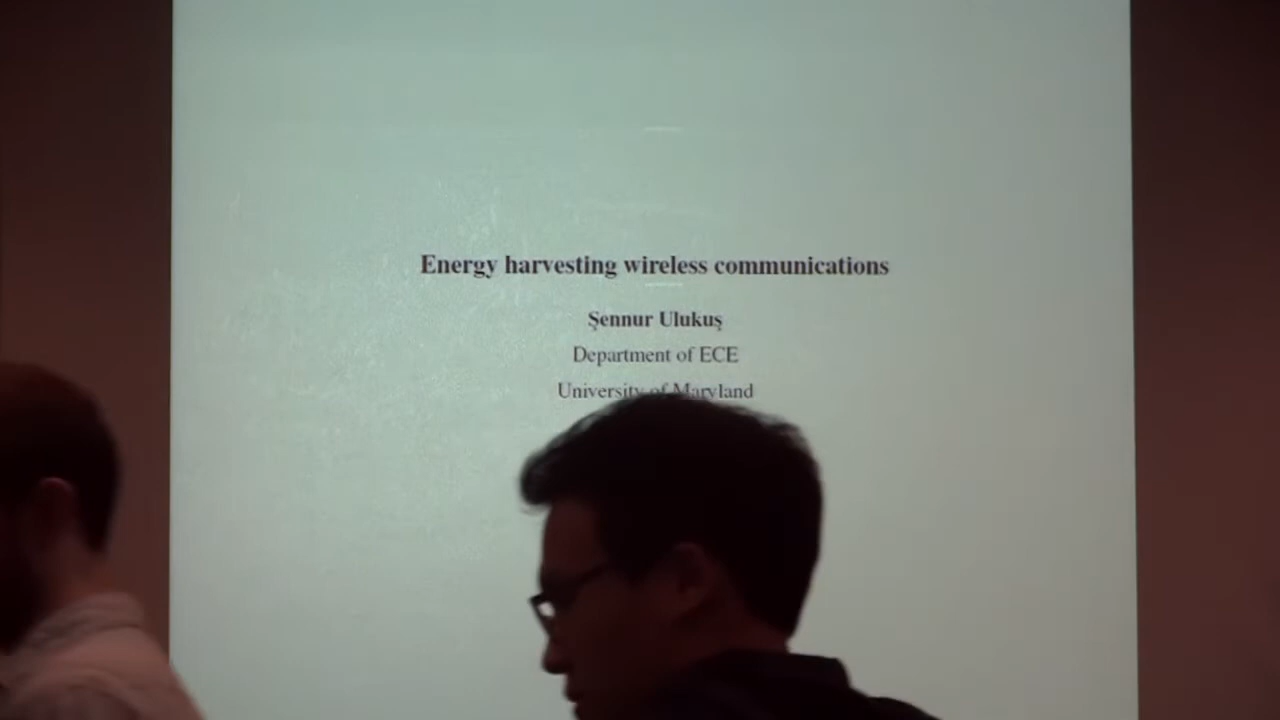 Energy harvesting wireless communications
Şennur Ulukuş
Department of ECE
University of Maryland